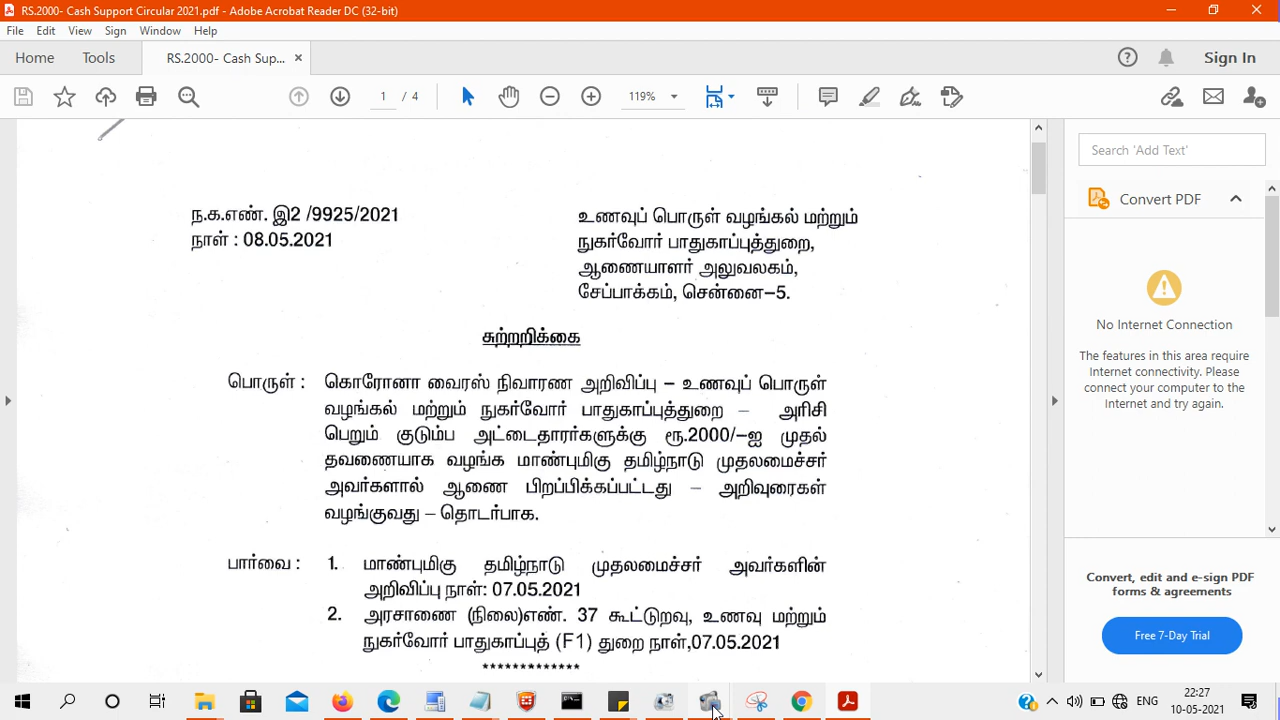 RS.2000- Cash Support Circular 2021.pdf - Adobe Acrobat Reader DC (32-bit)
File Edit View Sign Window Help
Home Tools RS.2000- Cash Sup... × Sign In
1 / 4 119%
ந.க.எண். இ2 /9925/2021
நாள் : 08.05.2021
உணவுப் பொருள் வழங்கல் மற்றும்
நுகர்வோர் பாதுகாப்புத்துறை,
ஆணையாளர் அலுவலகம்,
சேப்பாக்கம், சென்னை–5.
சுற்றறிக்கை
பொருள் : கொரோனா வைரஸ் நிவாரண அறிவிப்பு – உணவுப் பொருள்
வழங்கல் மற்றும் நுகர்வோர் பாதுகாப்புத்துறை – அரிசி
பெறும் குடும்ப அட்டைதாரர்களுக்கு ரூ.2000/–ஐ முதல்
தவணையாக வழங்க மாண்புமிகு தமிழ்நாடு முதலமைச்சர்
அவர்களால் ஆணை பிறப்பிக்கப்பட்டது – அறிவுரைகள்
வழங்குவது – தொடர்பாக.
பார்வை : 1. மாண்புமிகு தமிழ்நாடு முதலமைச்சர் அவர்களின்
அறிவிப்பு நாள்: 07.05.2021
2. அரசாணை (நிலை)எண். 37 கூட்டுறவு, உணவு மற்றும்
நுகர்வோர் பாதுகாப்புத் (F1) துறை நாள்,07.05.2021
*************
Search 'Add Text'
Convert PDF
No Internet Connection
The features in this area require
Internet connectivity. Please
connect your computer to the
Internet and try again.
Convert, edit and e-sign PDF
forms & agreements
Free 7-Day Trial
ENG
22:27
10-05-2021